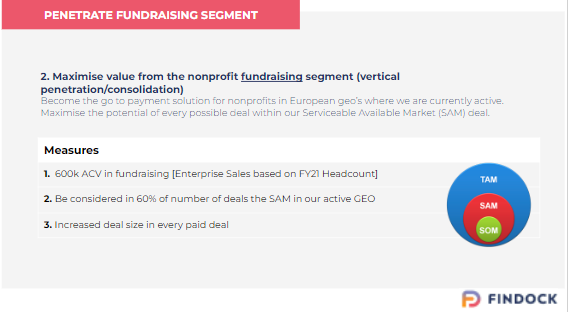 PENETRATE FUNDRAISING SEGMENT
2. Maximise value from the nonprofit fundraising segment (vertical
penetration/consolidation)
Become the go to payment solution for nonprofits in European geo's where we are currently active.
Maximise the potential of every possible deal within our Serviceable Available Market (SAM) deal.
Measures
1. 600k ACV in fundraising [Enterprise Sales based on FY21 Headcount]
2. Be considered in 60% of number of deals the SAM in our active GEO
3. Increased deal size in every paid deal
TAM
SAM
SOM
FINDOCK